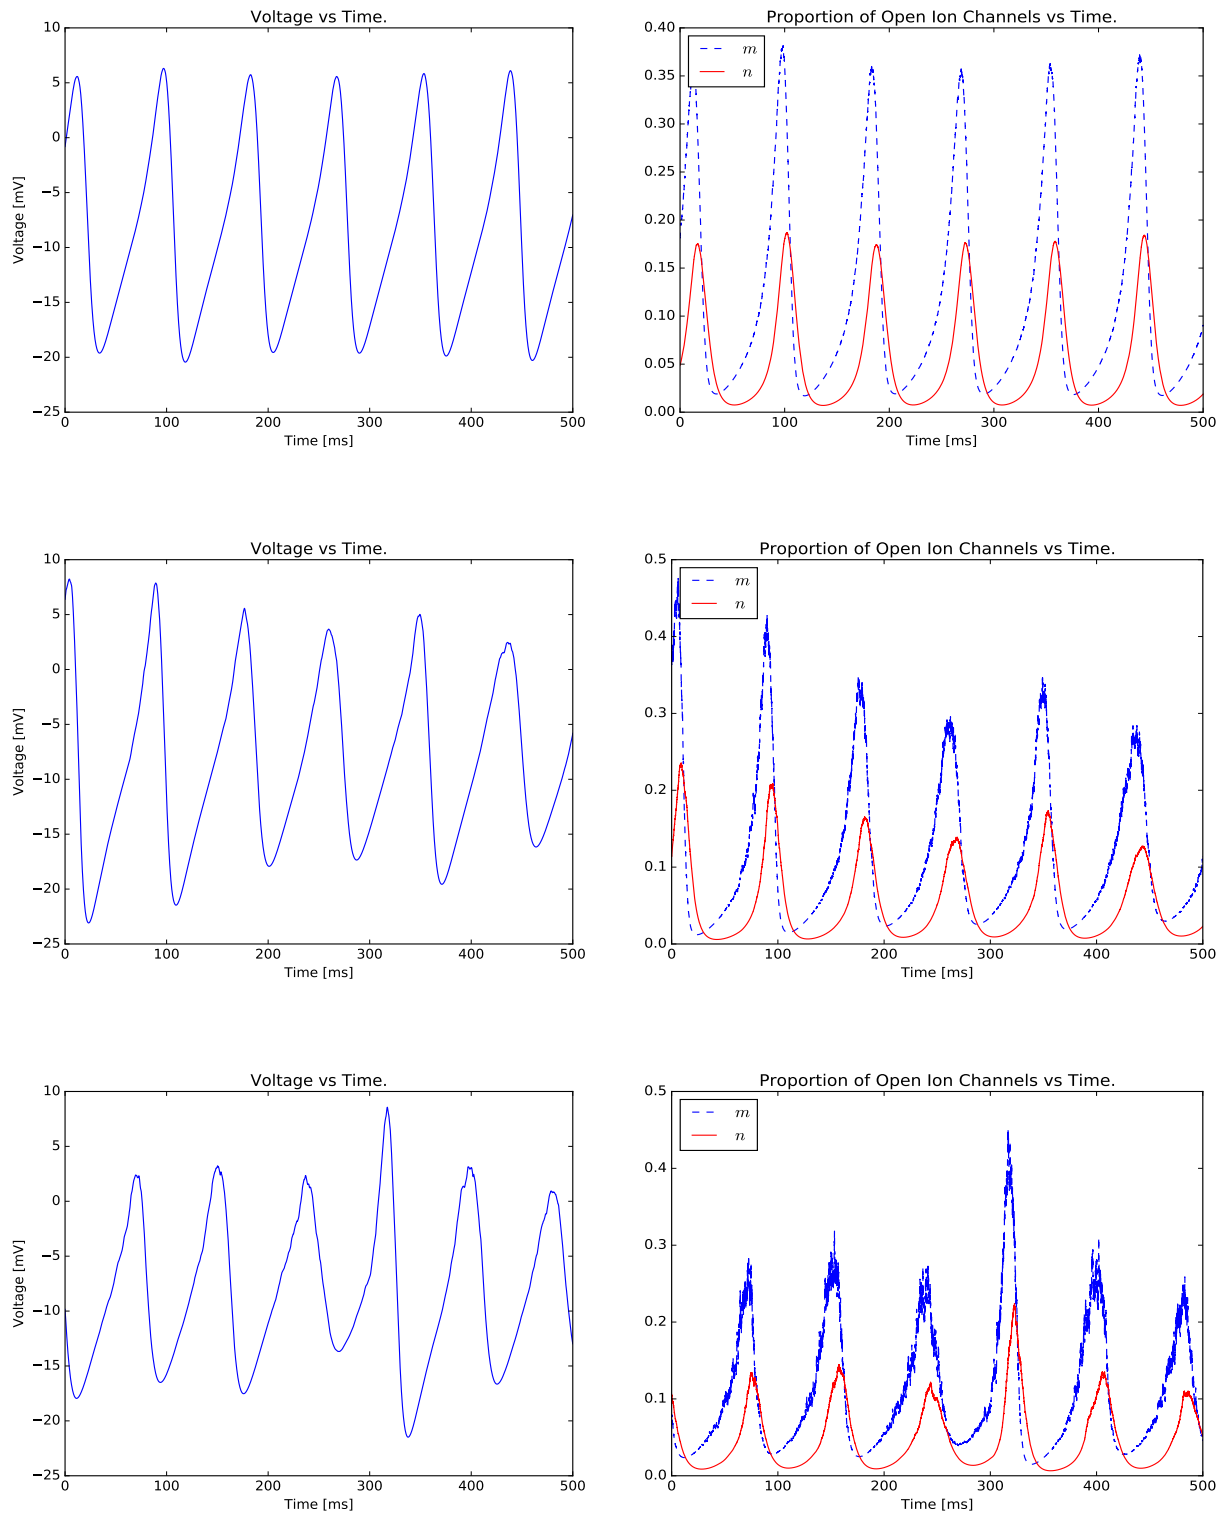 Voltage vs Time.
10
5
0
−5
−10
−15
−20
−25
0 100 200 300 400 500
Voltage [mV]
Time [ms]
Proportion of Open Ion Channels vs Time.
m
n
0.40
0.35
0.30
0.25
0.20
0.15
0.10
0.05
0.00
0 100 200 300 400 500
Time [ms]
Voltage vs Time.
10
5
0
−5
−10
−15
−20
−25
0 100 200 300 400 500
Voltage [mV]
Time [ms]
Proportion of Open Ion Channels vs Time.
m
n
0.5
0.4
0.3
0.2
0.1
0.0
0 100 200 300 400 500
Time [ms]
Voltage vs Time.
10
5
0
−5
−10
−15
−20
−25
0 100 200 300 400 500
Voltage [mV]
Time [ms]
Proportion of Open Ion Channels vs Time.
m
n
0.5
0.4
0.3
0.2
0.1
0.0
0 100 200 300 400 500
Time [ms]